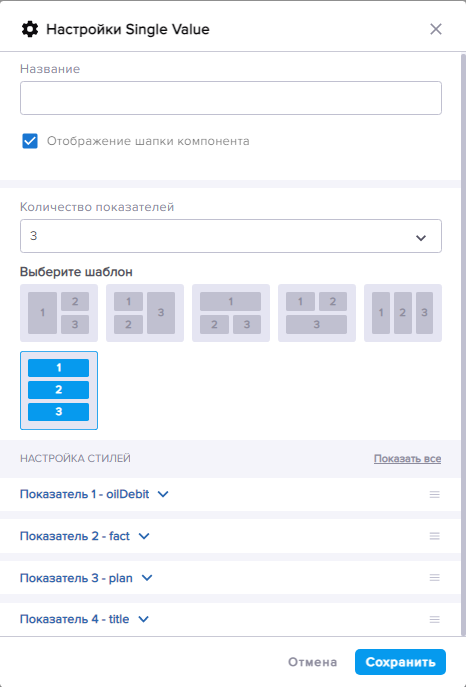 Настройки Single Value
Название
Отображение шапки компонента
Количество показателей
3
Выберите шаблон
1 2 3
1 2 3
1 2 3
1 2 3
1 2 3
1
2
3
НАСТРОЙКА СТИЛЕЙ Показать все
Показатель 1 - oilDebit
Показатель 2 - fact
Показатель 3 - plan
Показатель 4 - title
Отмена Сохранить